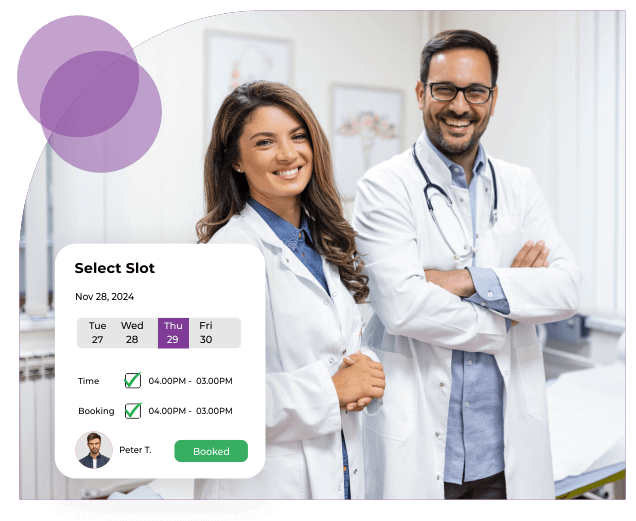 Select Slot
Nov 28, 2024
Tue Wed Thu Fri
27 28 29 30
Time 04.00PM - 03.00PM
Booking 04.00PM - 03.00PM
Peter T. Booked